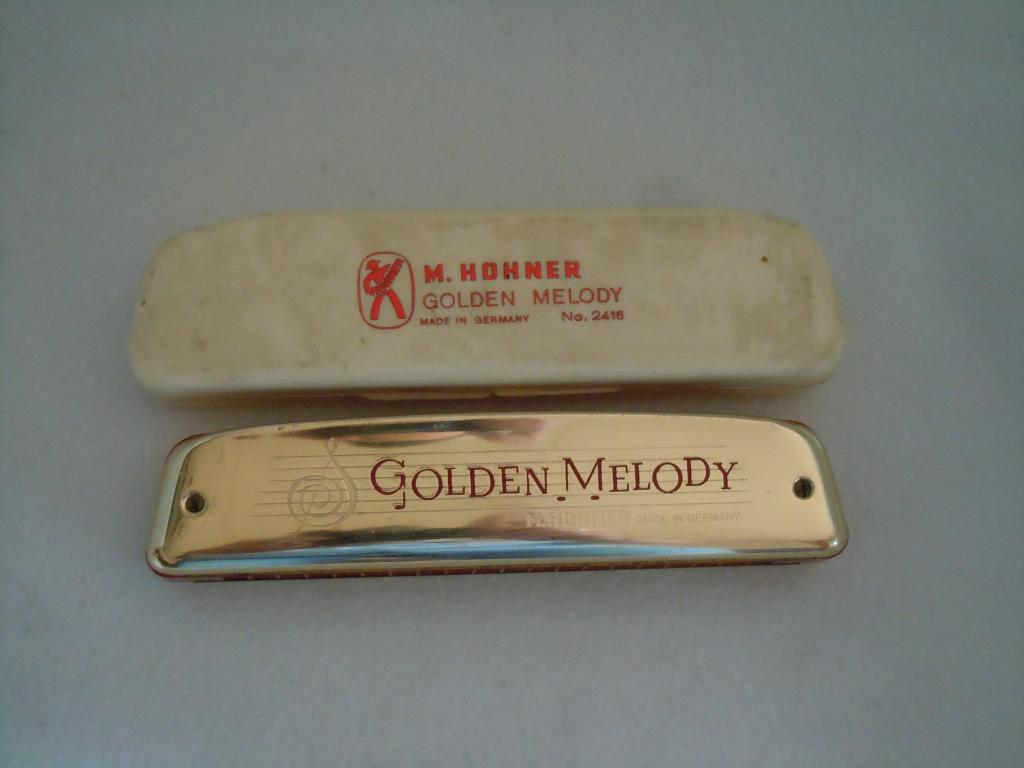 M. HOHNER
GOLDEN MELODY
MADE IN GERMANY No. 2416
GOLDEN MELODY
M. HOHNER MADE IN GERMANY